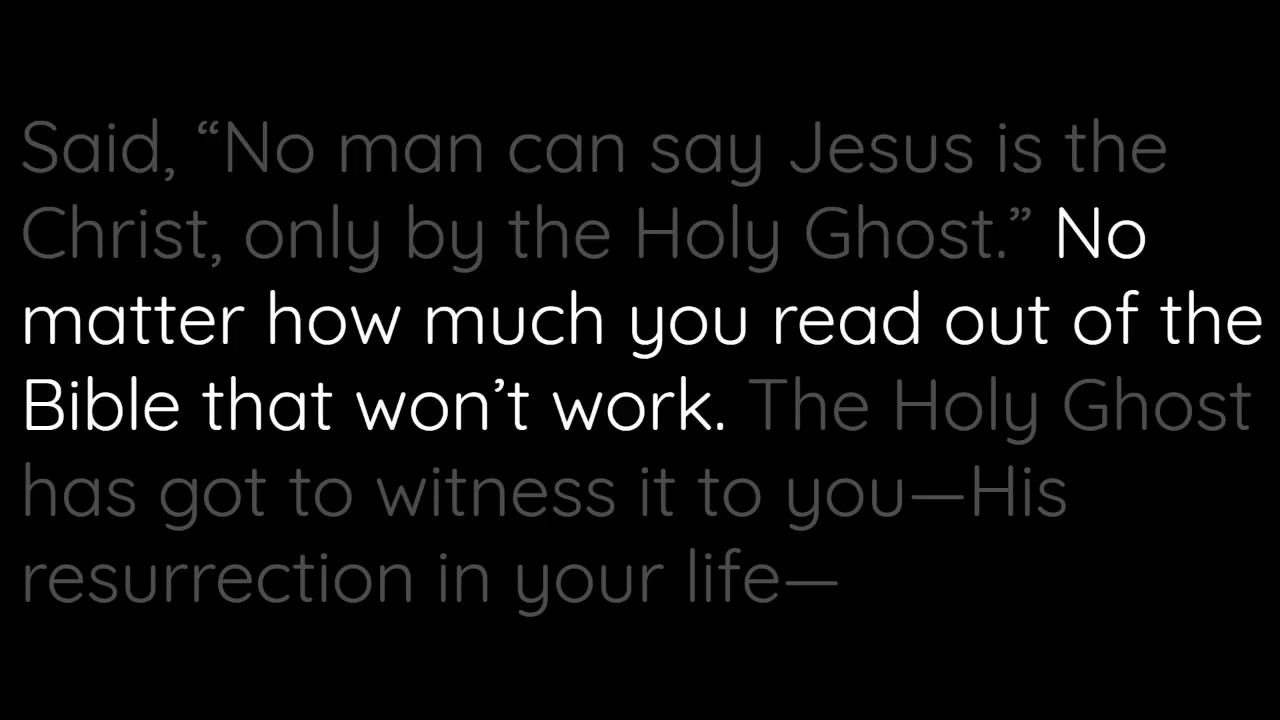 Said, “No man can say Jesus is the
Christ, only by the Holy Ghost.” No
matter how much you read out of the
Bible that won’t work. The Holy Ghost
has got to witness it to you—His
resurrection in your life—